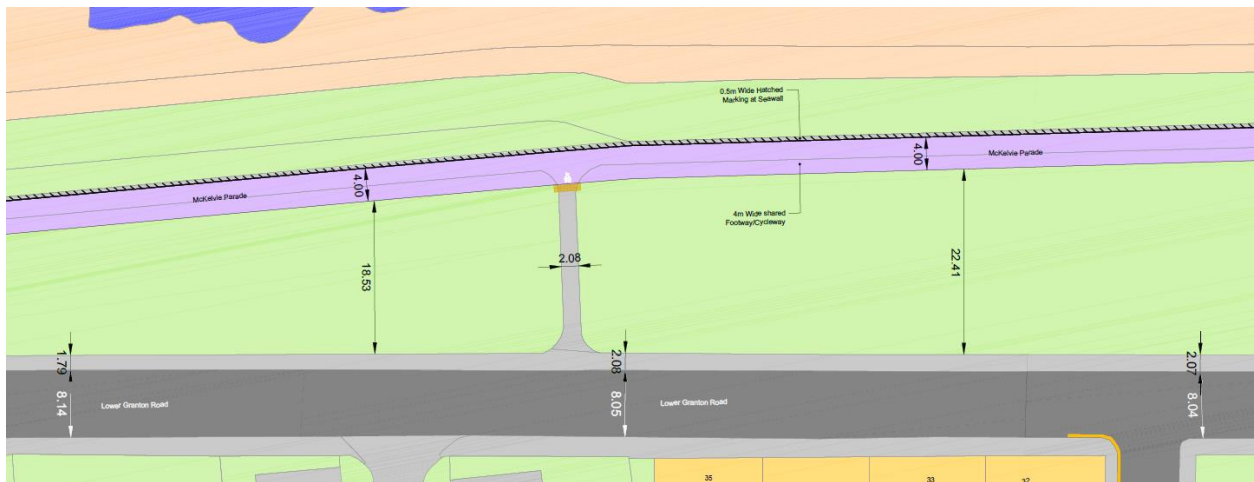 0.5m Wide Hatched
Marking at Seawall
4.00
McKelvie Parade
4.00
McKelvie Parade
4m Wide shared
Footway/Cycleway
18.53
2.08
22.41
1.79
2.08
2.07
8.14
Lower Granton Road
8.05
Lower Granton Road
8.04
35
33
32